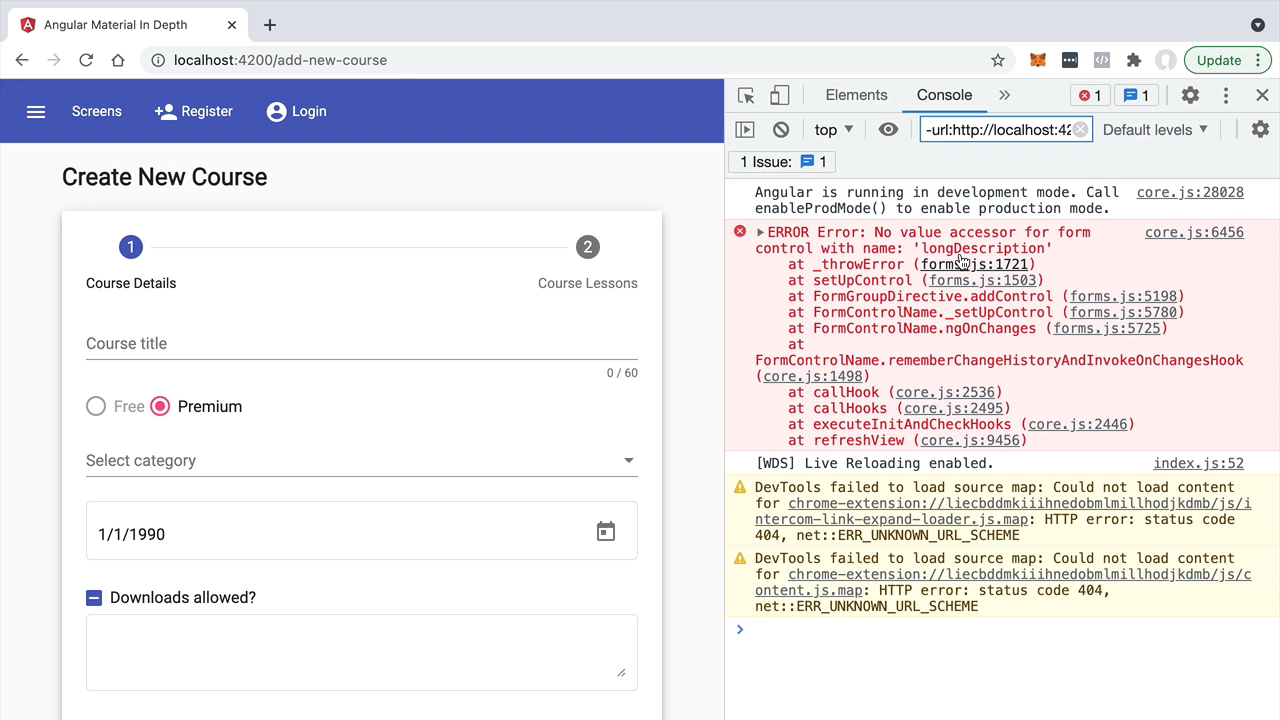 Angular Material In Depth
localhost:4200/add-new-course
Update
Screens
Register
Login
Create New Course
1
2
Course Details
Course Lessons
Course title
0 / 60
Free
Premium
Select category
1/1/1990
Downloads allowed?
Elements
Console
1
1
top
-url:http://localhost:42
Default levels
1 Issue:
1
Angular is running in development mode. Call core.js:28028
enableProdMode() to enable production mode.
ERROR Error: No value accessor for form core.js:6456
control with name: 'longDescription'
at _throwError (forms.js:1721)
at setUpControl (forms.js:1503)
at FormGroupDirective.addControl (forms.js:5198)
at FormControlName._setUpControl (forms.js:5780)
at FormControlName.ngOnChanges (forms.js:5725)
at
FormControlName.rememberChangeHistoryAndInvokeOnChangesHook
(core.js:1498)
at callHook (core.js:2536)
at callHooks (core.js:2495)
at executeInitAndCheckHooks (core.js:2446)
at refreshView (core.js:9456)
[WDS] Live Reloading enabled. index.js:52
DevTools failed to load source map: Could not load content
for chrome-extension://liecbddmkiiihnedobmlmillhodjkdmb/js/i
ntercom-link-expand-loader.js.map: HTTP error: status code
404, net::ERR_UNKNOWN_URL_SCHEME
DevTools failed to load source map: Could not load content
for chrome-extension://liecbddmkiiihnedobmlmillhodjkdmb/js/c
ontent.js.map: HTTP error: status code 404,
net::ERR_UNKNOWN_URL_SCHEME